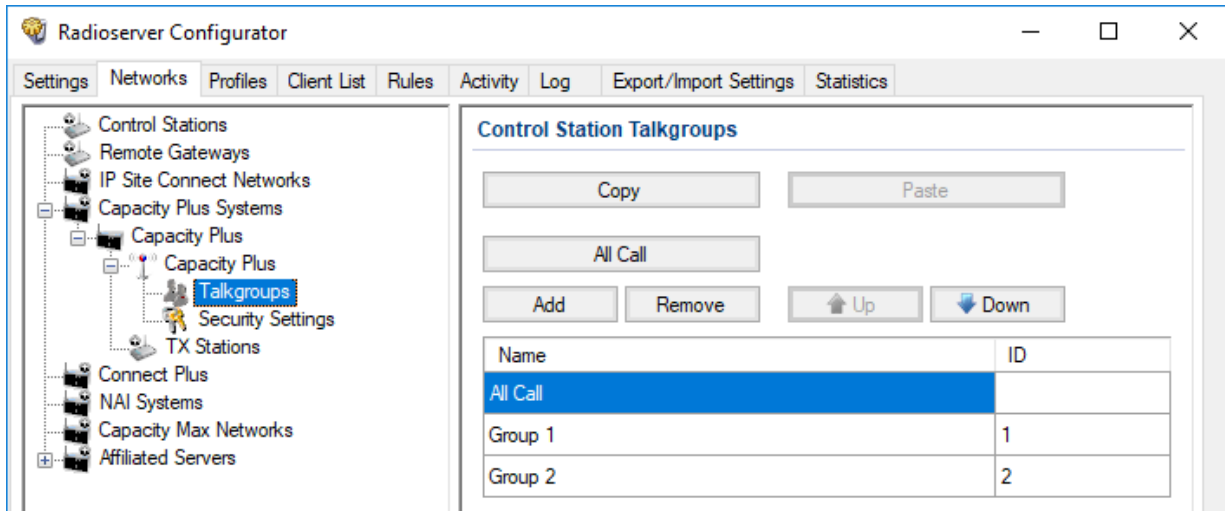 Radioserver Configurator
Settings Networks Profiles Client List Rules Activity Log Export/Import Settings Statistics
Control Stations
Remote Gateways
IP Site Connect Networks
Capacity Plus Systems
Capacity Plus
Capacity Plus
Talkgroups
Security Settings
TX Stations
Connect Plus
NAI Systems
Capacity Max Networks
Affiliated Servers
Control Station Talkgroups
Copy Paste
All Call
Add Remove Up Down
Name ID
All Call
Group 1 1
Group 2 2